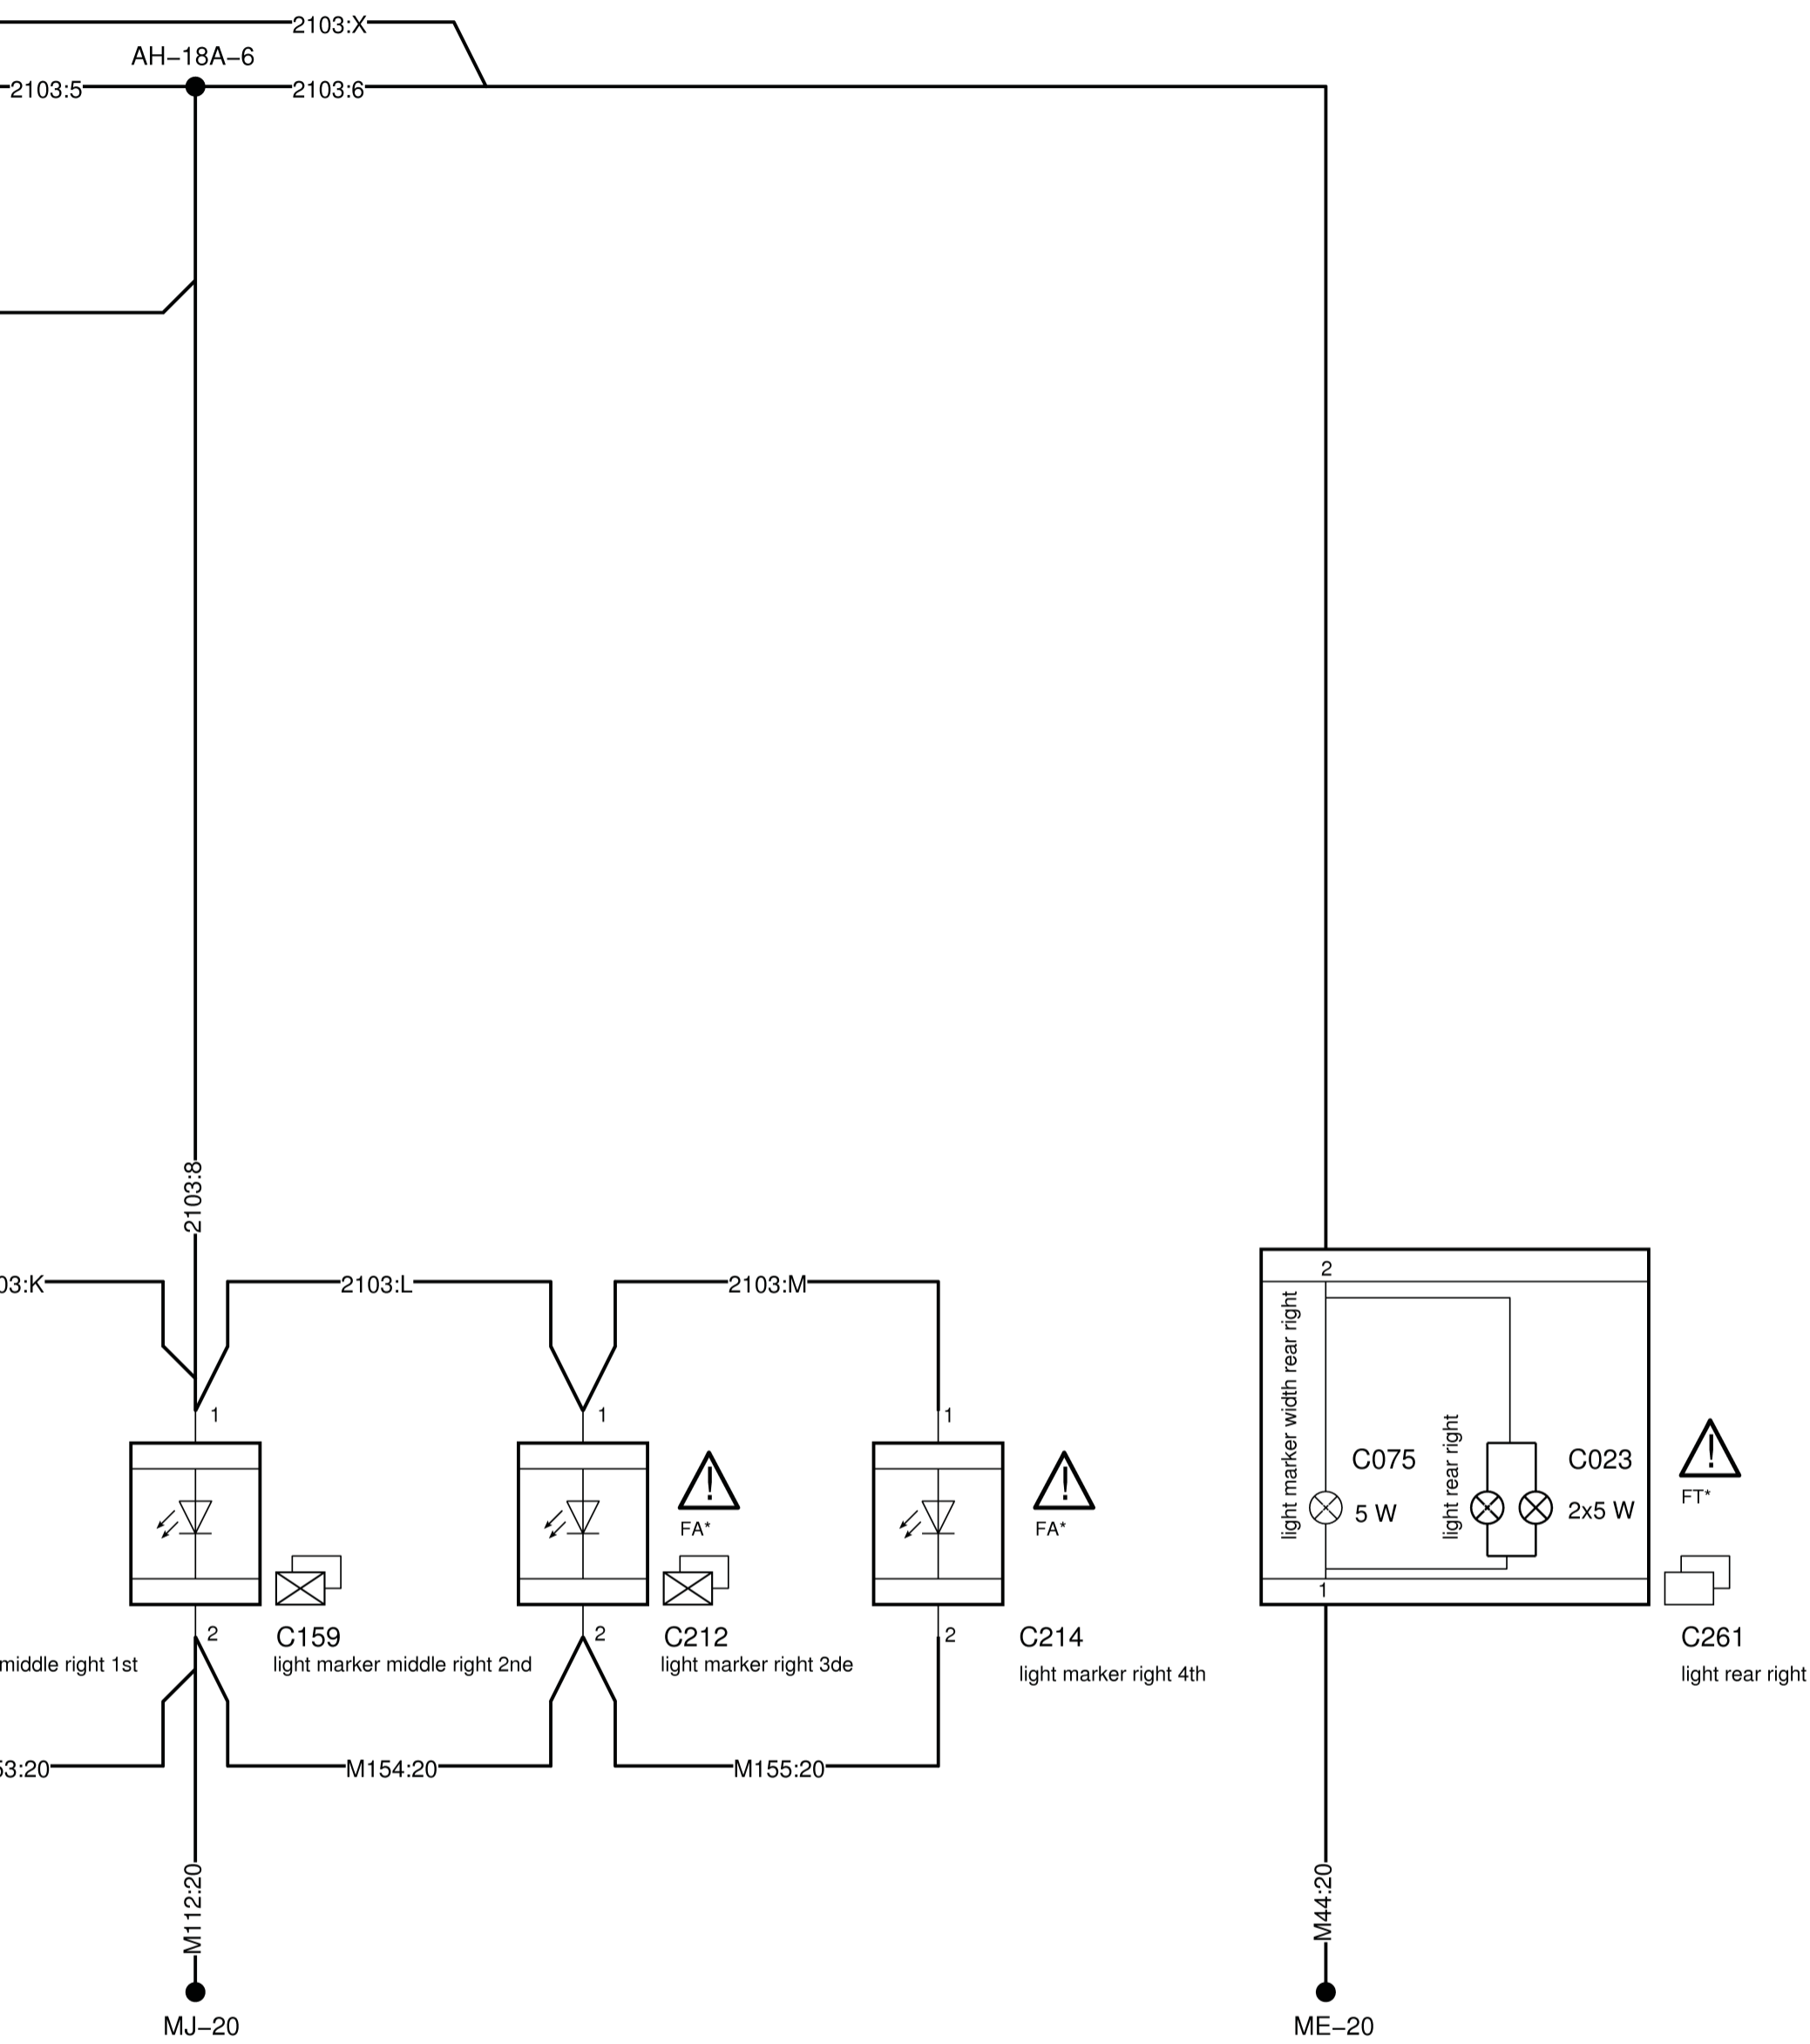 2103:X
AH-18A-6
2103:5
2103:6
2103:8
03:K
2103:L
2103:M
2
light marker width rear right
1
1
1
light rear right
C075
C023
5 W
2x5 W
FT*
FA*
FA*
1
2
2
2
C159
C212
C214
C261
middle right 1st
light marker middle right 2nd
light marker right 3de
light marker right 4th
light rear right
53:20
M154:20
M155:20
M112:20
M44:20
MJ-20
ME-20